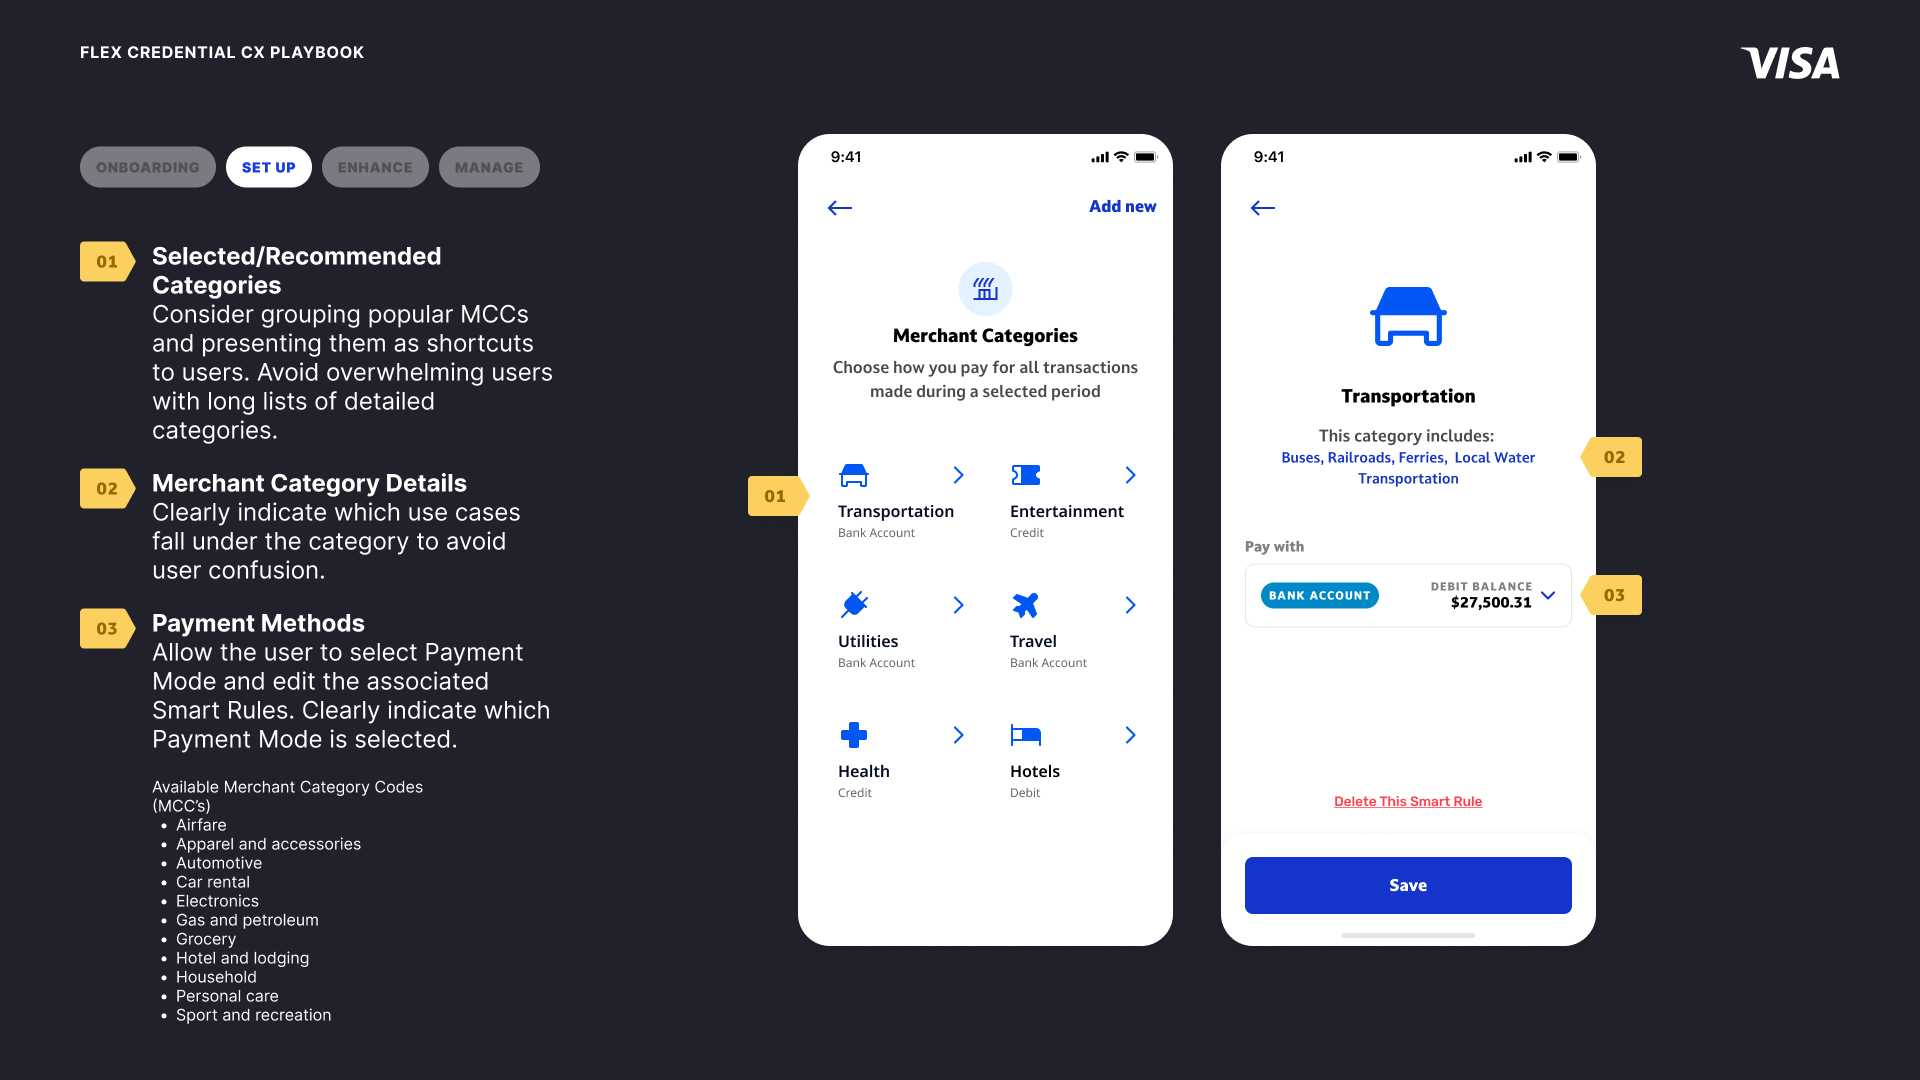 FLEX CREDENTIAL CX PLAYBOOK
VISA
ONBOARDING
SET UP
ENHANCE
MANAGE
01
Selected/Recommended
Categories
Consider grouping popular MCCs
and presenting them as shortcuts
to users. Avoid overwhelming users
with long lists of detailed
categories.
02
Merchant Category Details
Clearly indicate which use cases
fall under the category to avoid
user confusion.
03
Payment Methods
Allow the user to select Payment
Mode and edit the associated
Smart Rules. Clearly indicate which
Payment Mode is selected.
Available Merchant Category Codes
(MCC's)
• Airfare
• Apparel and accessories
• Automotive
• Car rental
• Electronics
• Gas and petroleum
• Grocery
• Hotel and lodging
• Household
• Personal care
• Sport and recreation
9:41
Add new
Merchant Categories
Choose how you pay for all transactions
made during a selected period
01
Transportation
Bank Account
Entertainment
Credit
Utilities
Bank Account
Travel
Bank Account
Health
Credit
Hotels
Debit
9:41
Transportation
This category includes:
Buses, Railroads, Ferries, Local Water
Transportation
02
Pay with
BANK ACCOUNT
DEBIT BALANCE
$27,500.31
03
Delete This Smart Rule
Save